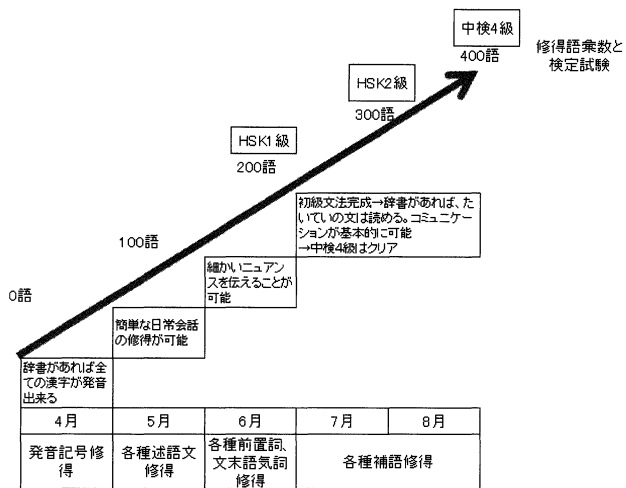 中検4級
400語
修得語彙数と
検定試験
HSK2級
300語
HSK1級
200語
初級文法完成→辞書があれば、た
いていの文は読める。コミュニケー
ションが基本的に可能
→中検4級はクリア
100語
細かいニュアン
スを伝えることが
可能
0語
簡単な日常会話
の修得が可能
辞書があれば全
ての漢字が発音
出来る
4月
5月
6月
7月
8月
発音記号修
得
各種述語文
修得
各種前置詞、
文末語気詞
修得
各種補語修得